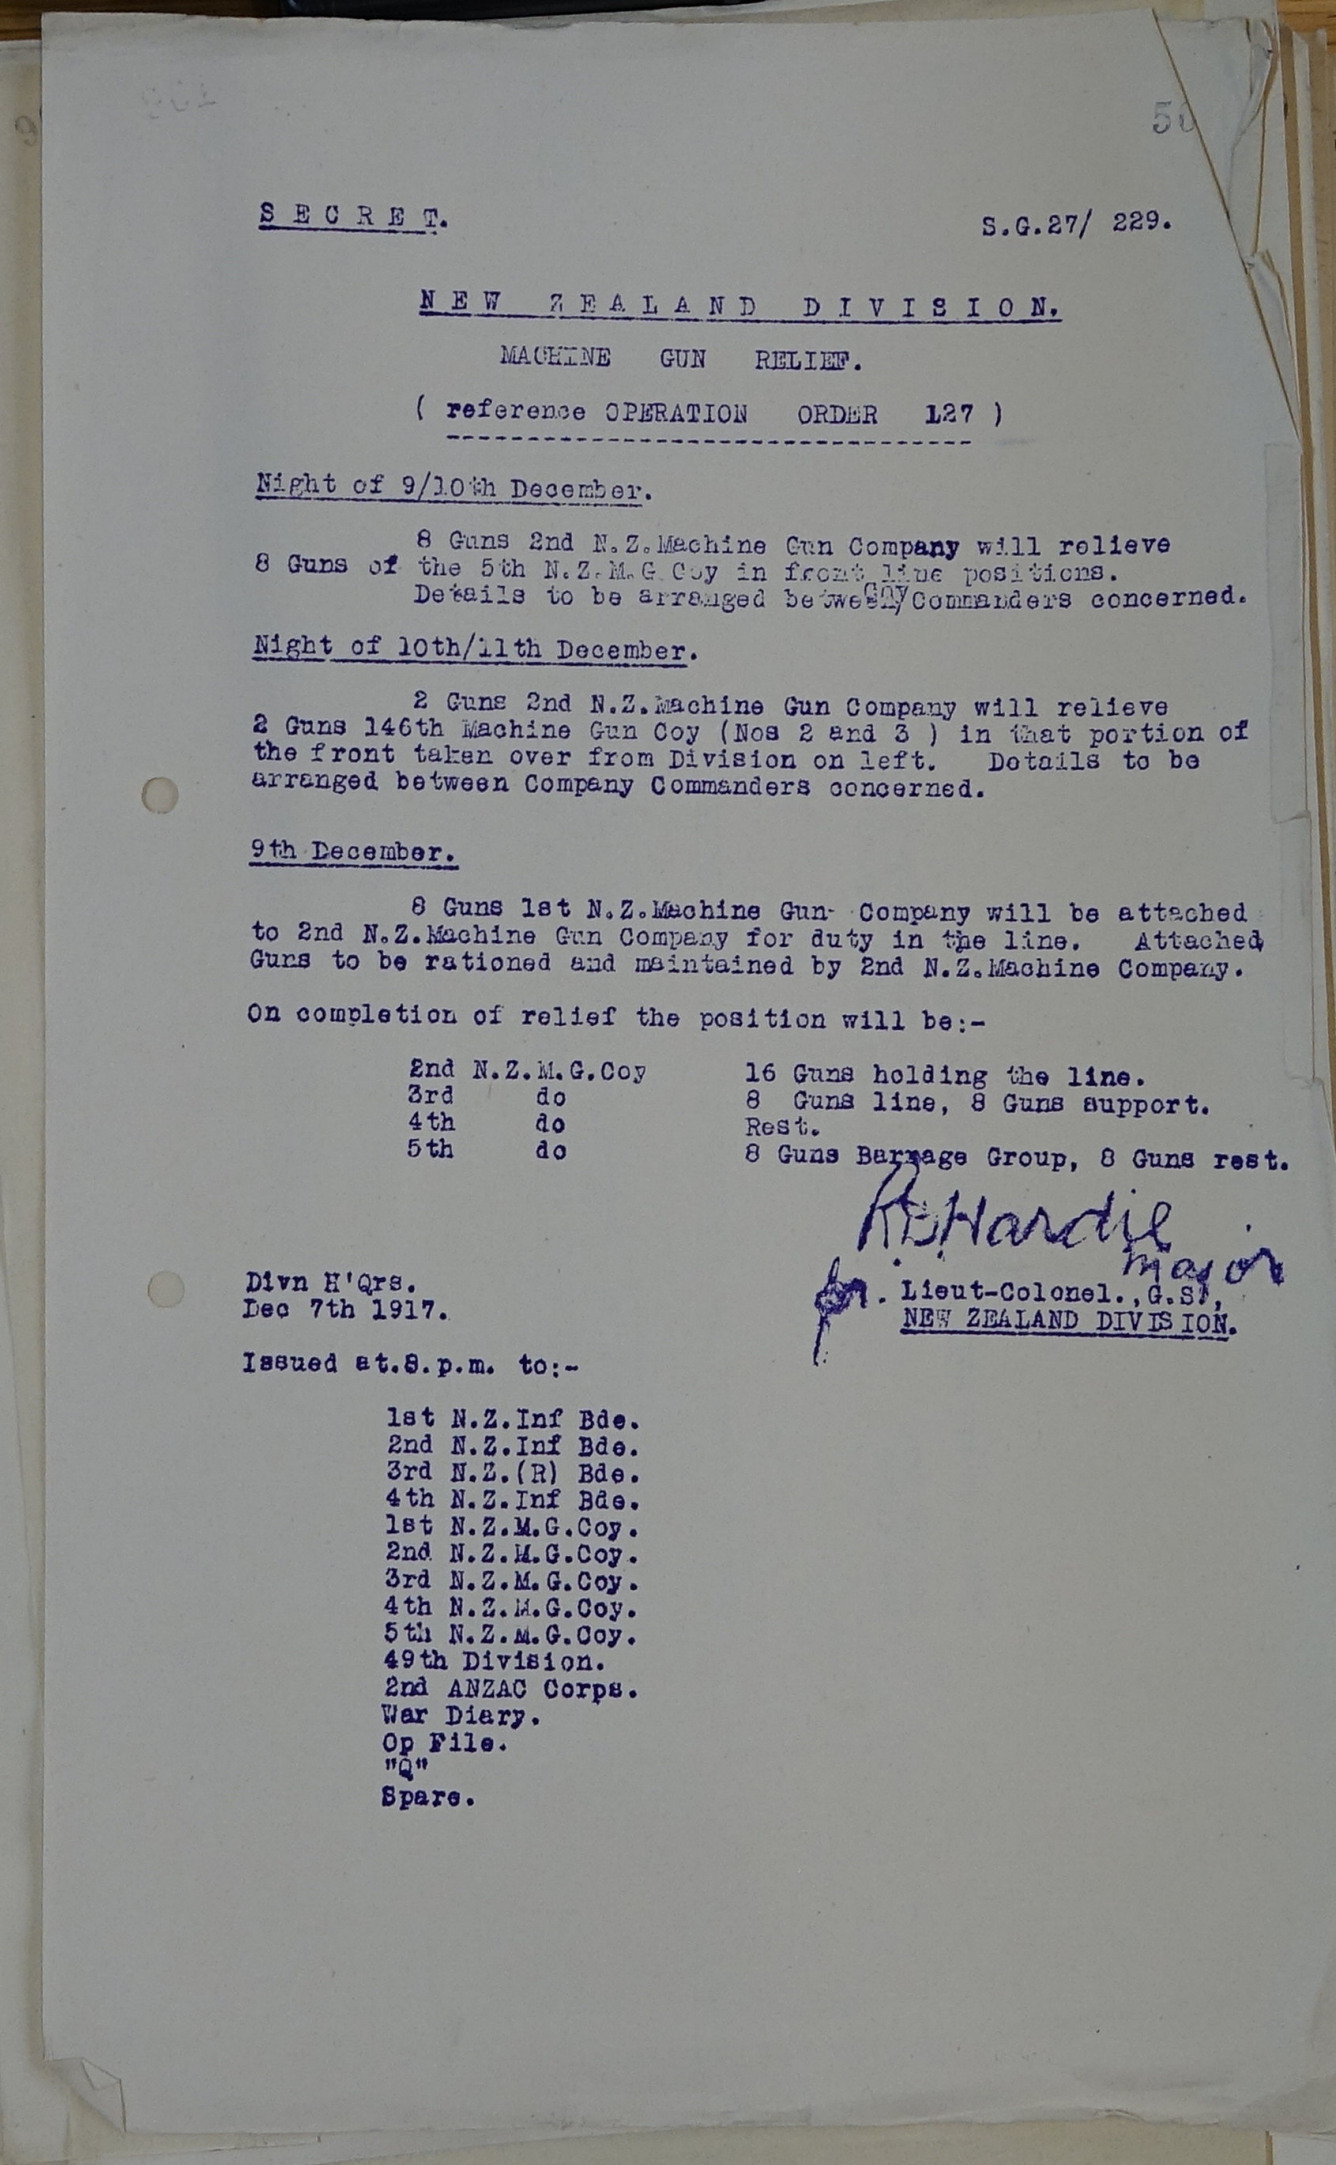 S E C R E T.
S.G.27/ 229.
N E W   Z E A L A N D   D I V I S I O N.
MACHINE   GUN   RELIEF.
( reference OPERATION   ORDER   127 )
--------------------------------
Night of 9/10th December.
8 Guns 2nd N.Z.Machine Gun Company will relieve
8 Guns of the 5th N.Z.M.G Coy in front line positions.
Details to be arranged between Coy Commanders concerned.
Night of 10th/11th December.
2 Guns 2nd N.Z.Machine Gun Company will relieve
2 Guns 146th Machine Gun Coy (Nos 2 and 3 ) in that portion of
the front taken over from Division on left.   Details to be
arranged between Company Commanders concerned.
9th December.
8 Guns 1st N.Z.Machine Gun- Company will be attached
to 2nd N.Z.Machine Gun Company for duty in the line.   Attached
Guns to be rationed and maintained by 2nd N.Z.Machine Company.
On completion of relief the position will be:-
2nd N.Z.M.G.Coy   16 Guns holding the line.
3rd   do   8  Guns line, 8 Guns support.
4th   do   Rest.
5th   do   8 Guns Barrage Group, 8 Guns rest.
Hardie
Major
Divn H'Qrs.
for. Lieut-Colonel.,G.S.,
Dec 7th 1917.
NEW ZEALAND DIVISION.
Issued at.8.p.m. to:-
1st N.Z.Inf Bde.
2nd N.Z.Inf Bde.
3rd N.Z.(R) Bde.
4th N.Z.Inf Bde.
1st N.Z.M.G.Coy.
2nd N.Z.M.G.Coy.
3rd N.Z.M.G.Coy.
4th N.Z.M.G.Coy.
5th N.Z.M.G.Coy.
49th Division.
2nd ANZAC Corps.
War Diary.
Op File.
"Q"
Spare.